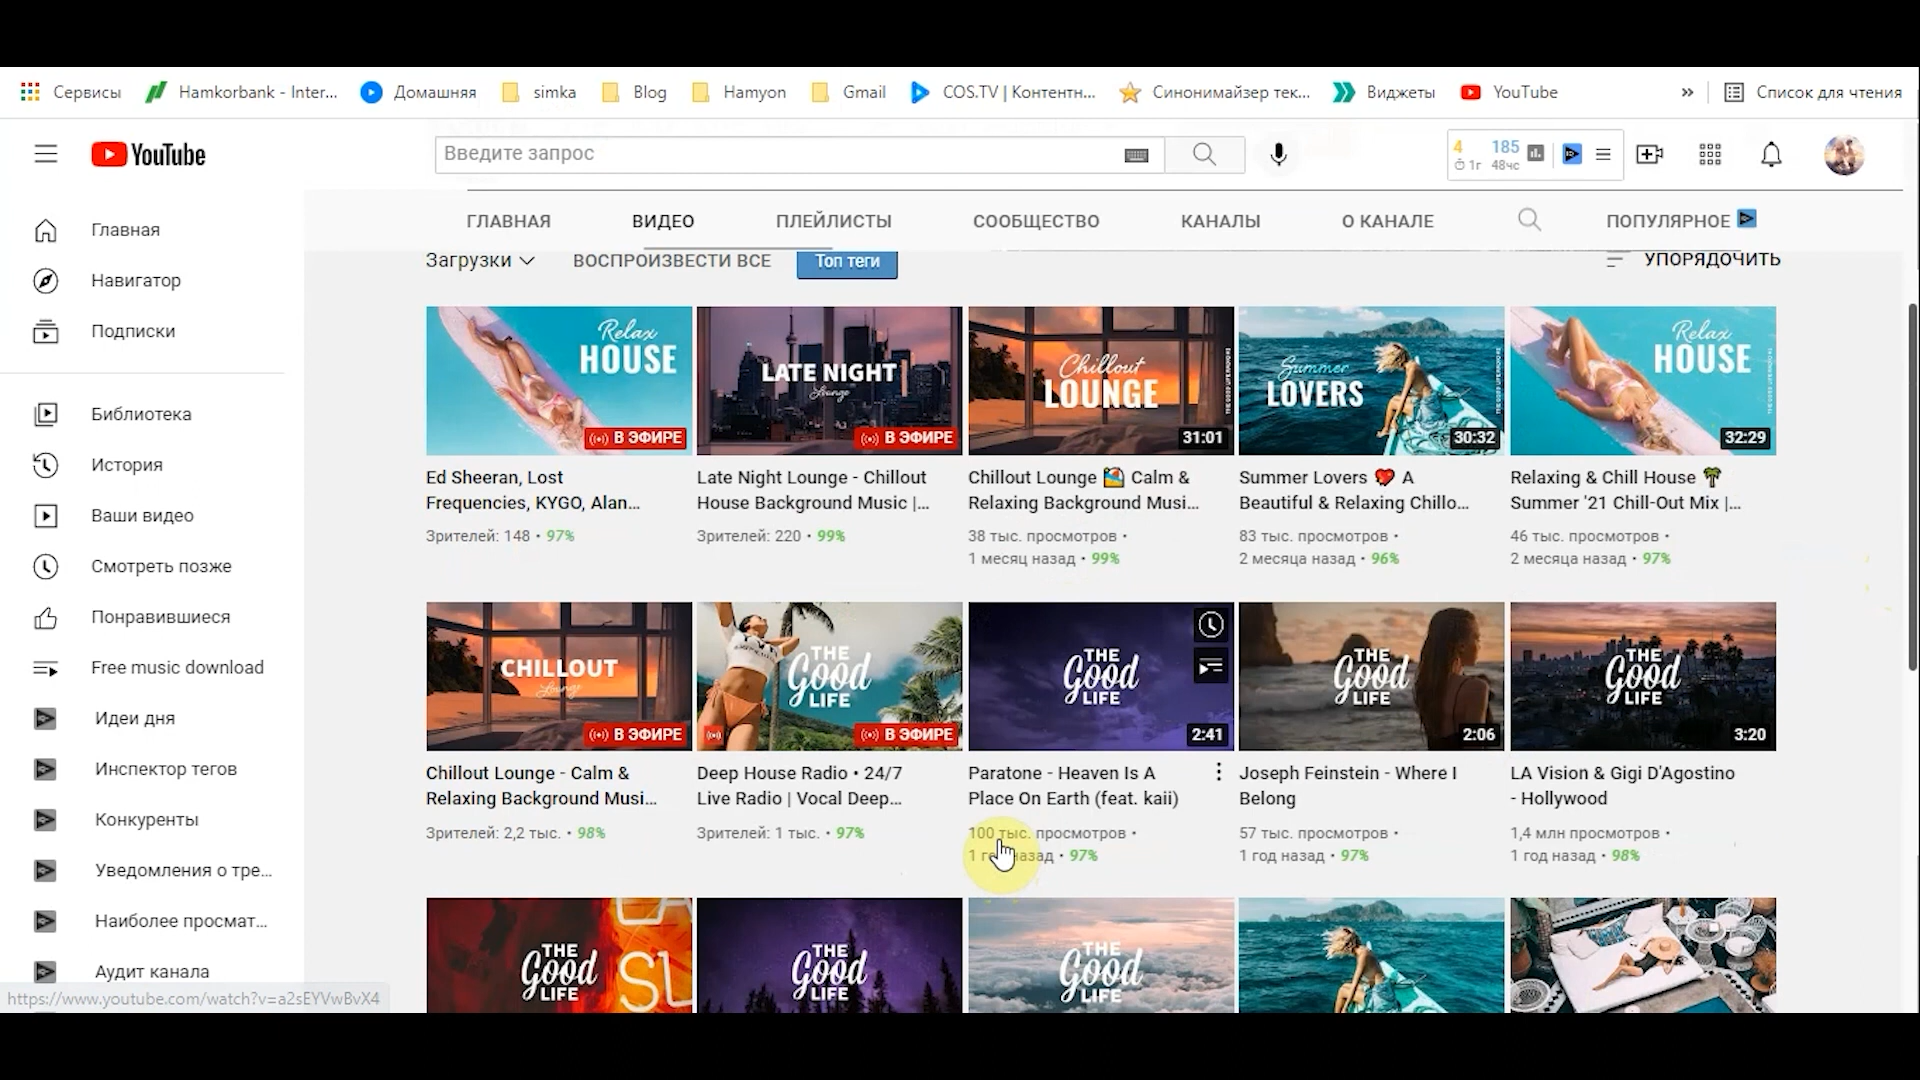 Сервисы Hamkorbank - Inter... Домашняя simka Blog Hamyon Gmail COS.TV | Контентн... Синонимайзер тек... Виджеты YouTube » Список для чтения
YouTube
Введите запрос
4 185
1г 48чс
ГЛАВНАЯ ВИДЕО ПЛЕЙЛИСТЫ СООБЩЕСТВО КАНАЛЫ О КАНАЛЕ ПОПУЛЯРНОЕ
Загрузки ВОСПРОИЗВЕСТИ ВСЕ Топ теги УПОРЯДОЧИТЬ
Главная
Навигатор
Подписки
Библиотека
История
Ваши видео
Смотреть позже
Понравившиеся
Free music download
Идеи дня
Инспектор тегов
Конкуренты
Уведомления о тре...
Наиболее просмат...
Аудит канала
https://www.youtube.com/watch?v=a2sEYVwBvX4
Relax
HOUSE
В ЭФИРЕ
Ed Sheeran, Lost
Frequencies, KYGO, Alan...
Зрителей: 148 • 97%
LATE NIGHT
Lounge
В ЭФИРЕ
Late Night Lounge - Chillout
House Background Music |...
Зрителей: 220 • 99%
Chillout
LOUNGE
31:01
Chillout Lounge 🏖 Calm &
Relaxing Background Musi...
38 тыс. просмотров •
1 месяц назад • 99%
Summer
LOVERS
30:32
Summer Lovers 💖 A
Beautiful & Relaxing Chillo...
83 тыс. просмотров •
2 месяца назад • 96%
Relax
HOUSE
32:29
Relaxing & Chill House 🌴
Summer '21 Chill-Out Mix |...
46 тыс. просмотров •
2 месяца назад • 97%
CHILLOUT
Lounge
В ЭФИРЕ
Chillout Lounge - Calm &
Relaxing Background Musi...
Зрителей: 2,2 тыс. • 98%
THE
Good
LIFE
В ЭФИРЕ
Deep House Radio • 24/7
Live Radio | Vocal Deep...
Зрителей: 1 тыс. • 97%
THE
Good
LIFE
2:41
Paratone - Heaven Is A
Place On Earth (feat. kaii)
100 тыс. просмотров •
1 год назад • 97%
THE
Good
LIFE
2:06
Joseph Feinstein - Where I
Belong
57 тыс. просмотров •
1 год назад • 97%
THE
Good
LIFE
3:20
LA Vision & Gigi D'Agostino
- Hollywood
1,4 млн просмотров •
1 год назад • 98%
THE
Good
LIFE
THE
Good
LIFE
THE
Good
LIFE